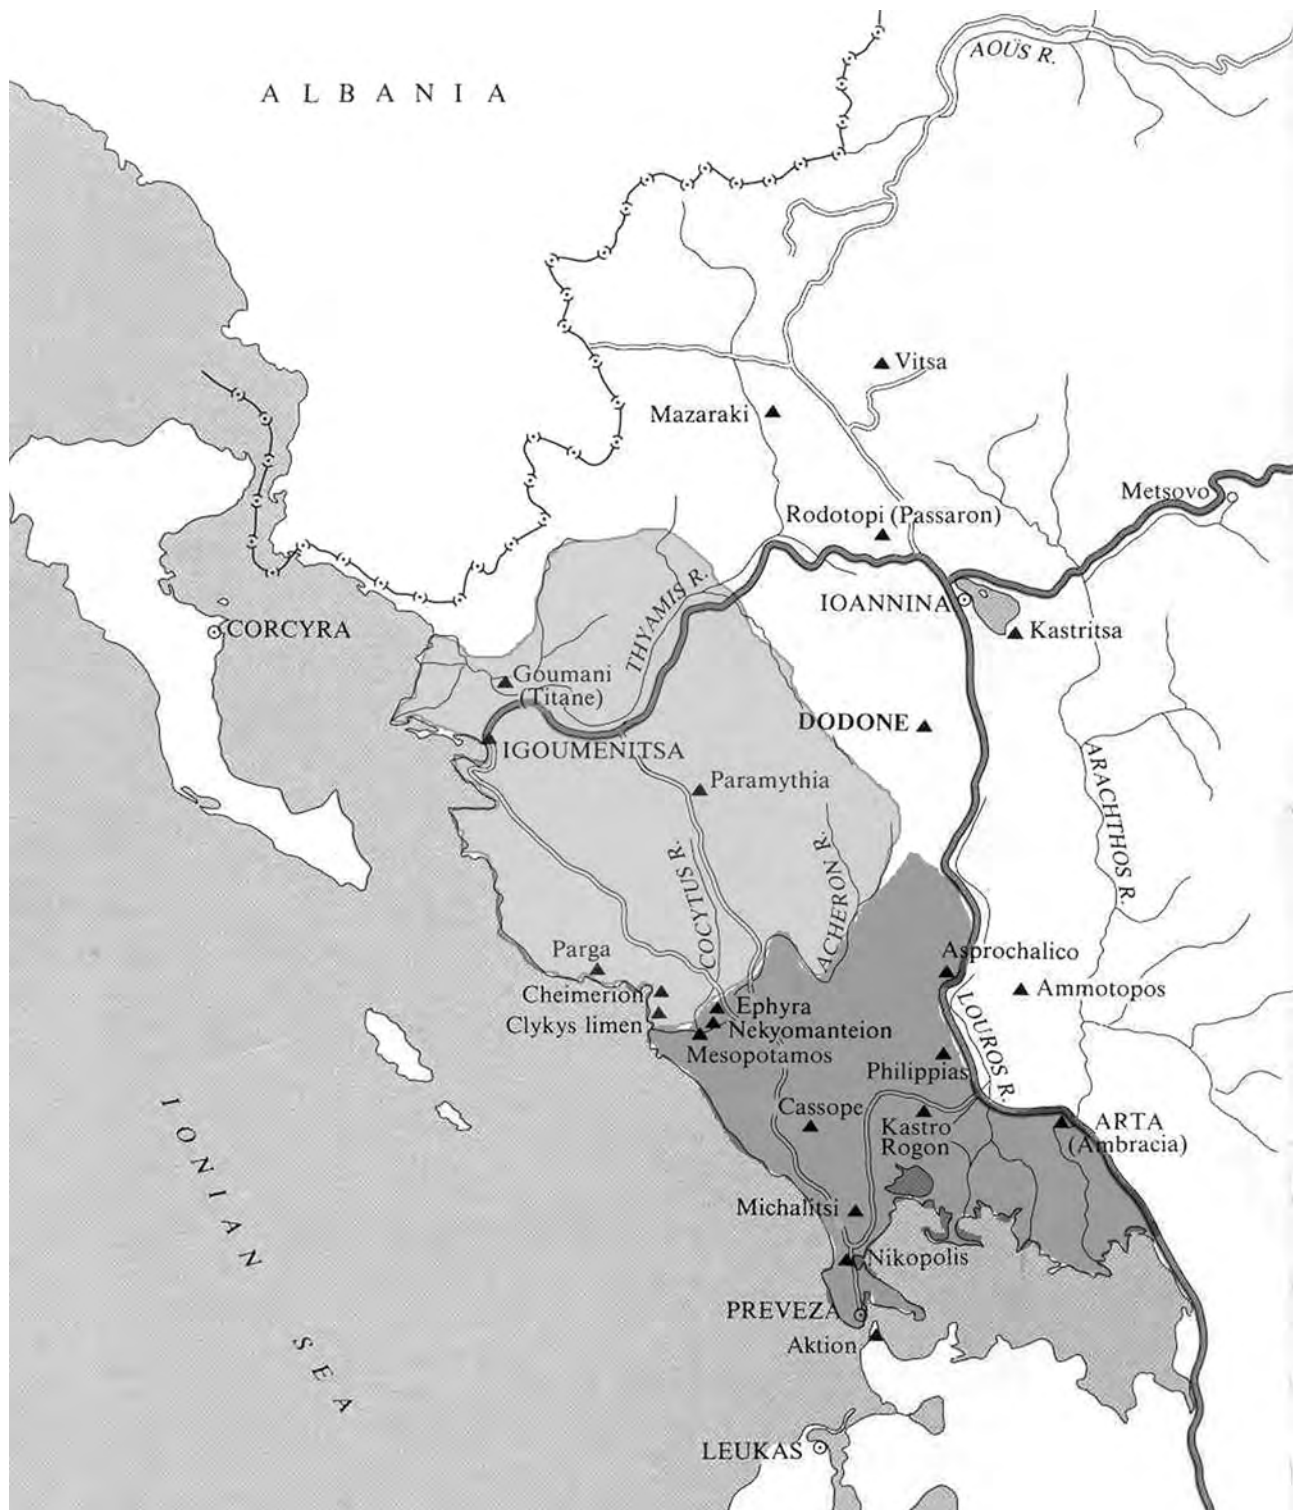 AOÜS R.
ALBANIA
Vitsa
Mazaraki
Metsovo
Rodotopi (Passaron)
IOANNINA
THYAMIS R.
CORCYRA
Kastritsa
Goumani
(Titane)
DODONE
IGOUMENITSA
ARACHTHOS R.
Paramythia
COCYTUS R.
ACHERON R.
Parga
Asprochalico
Cheimerion
Ammotopos
Ephyra
Clykys limen
Nekyomanteion
LOUROS R.
Mesopotamos
Philippias
Cassope
Kastro
Rogon
ARTA
(Ambracia)
IONIAN
SEA
Michalitsi
Nikopolis
PREVEZA
Aktion
LEUKAS